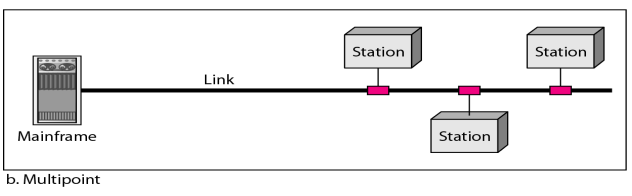 Station
Station
Link
Mainframe
Station
b. Multipoint